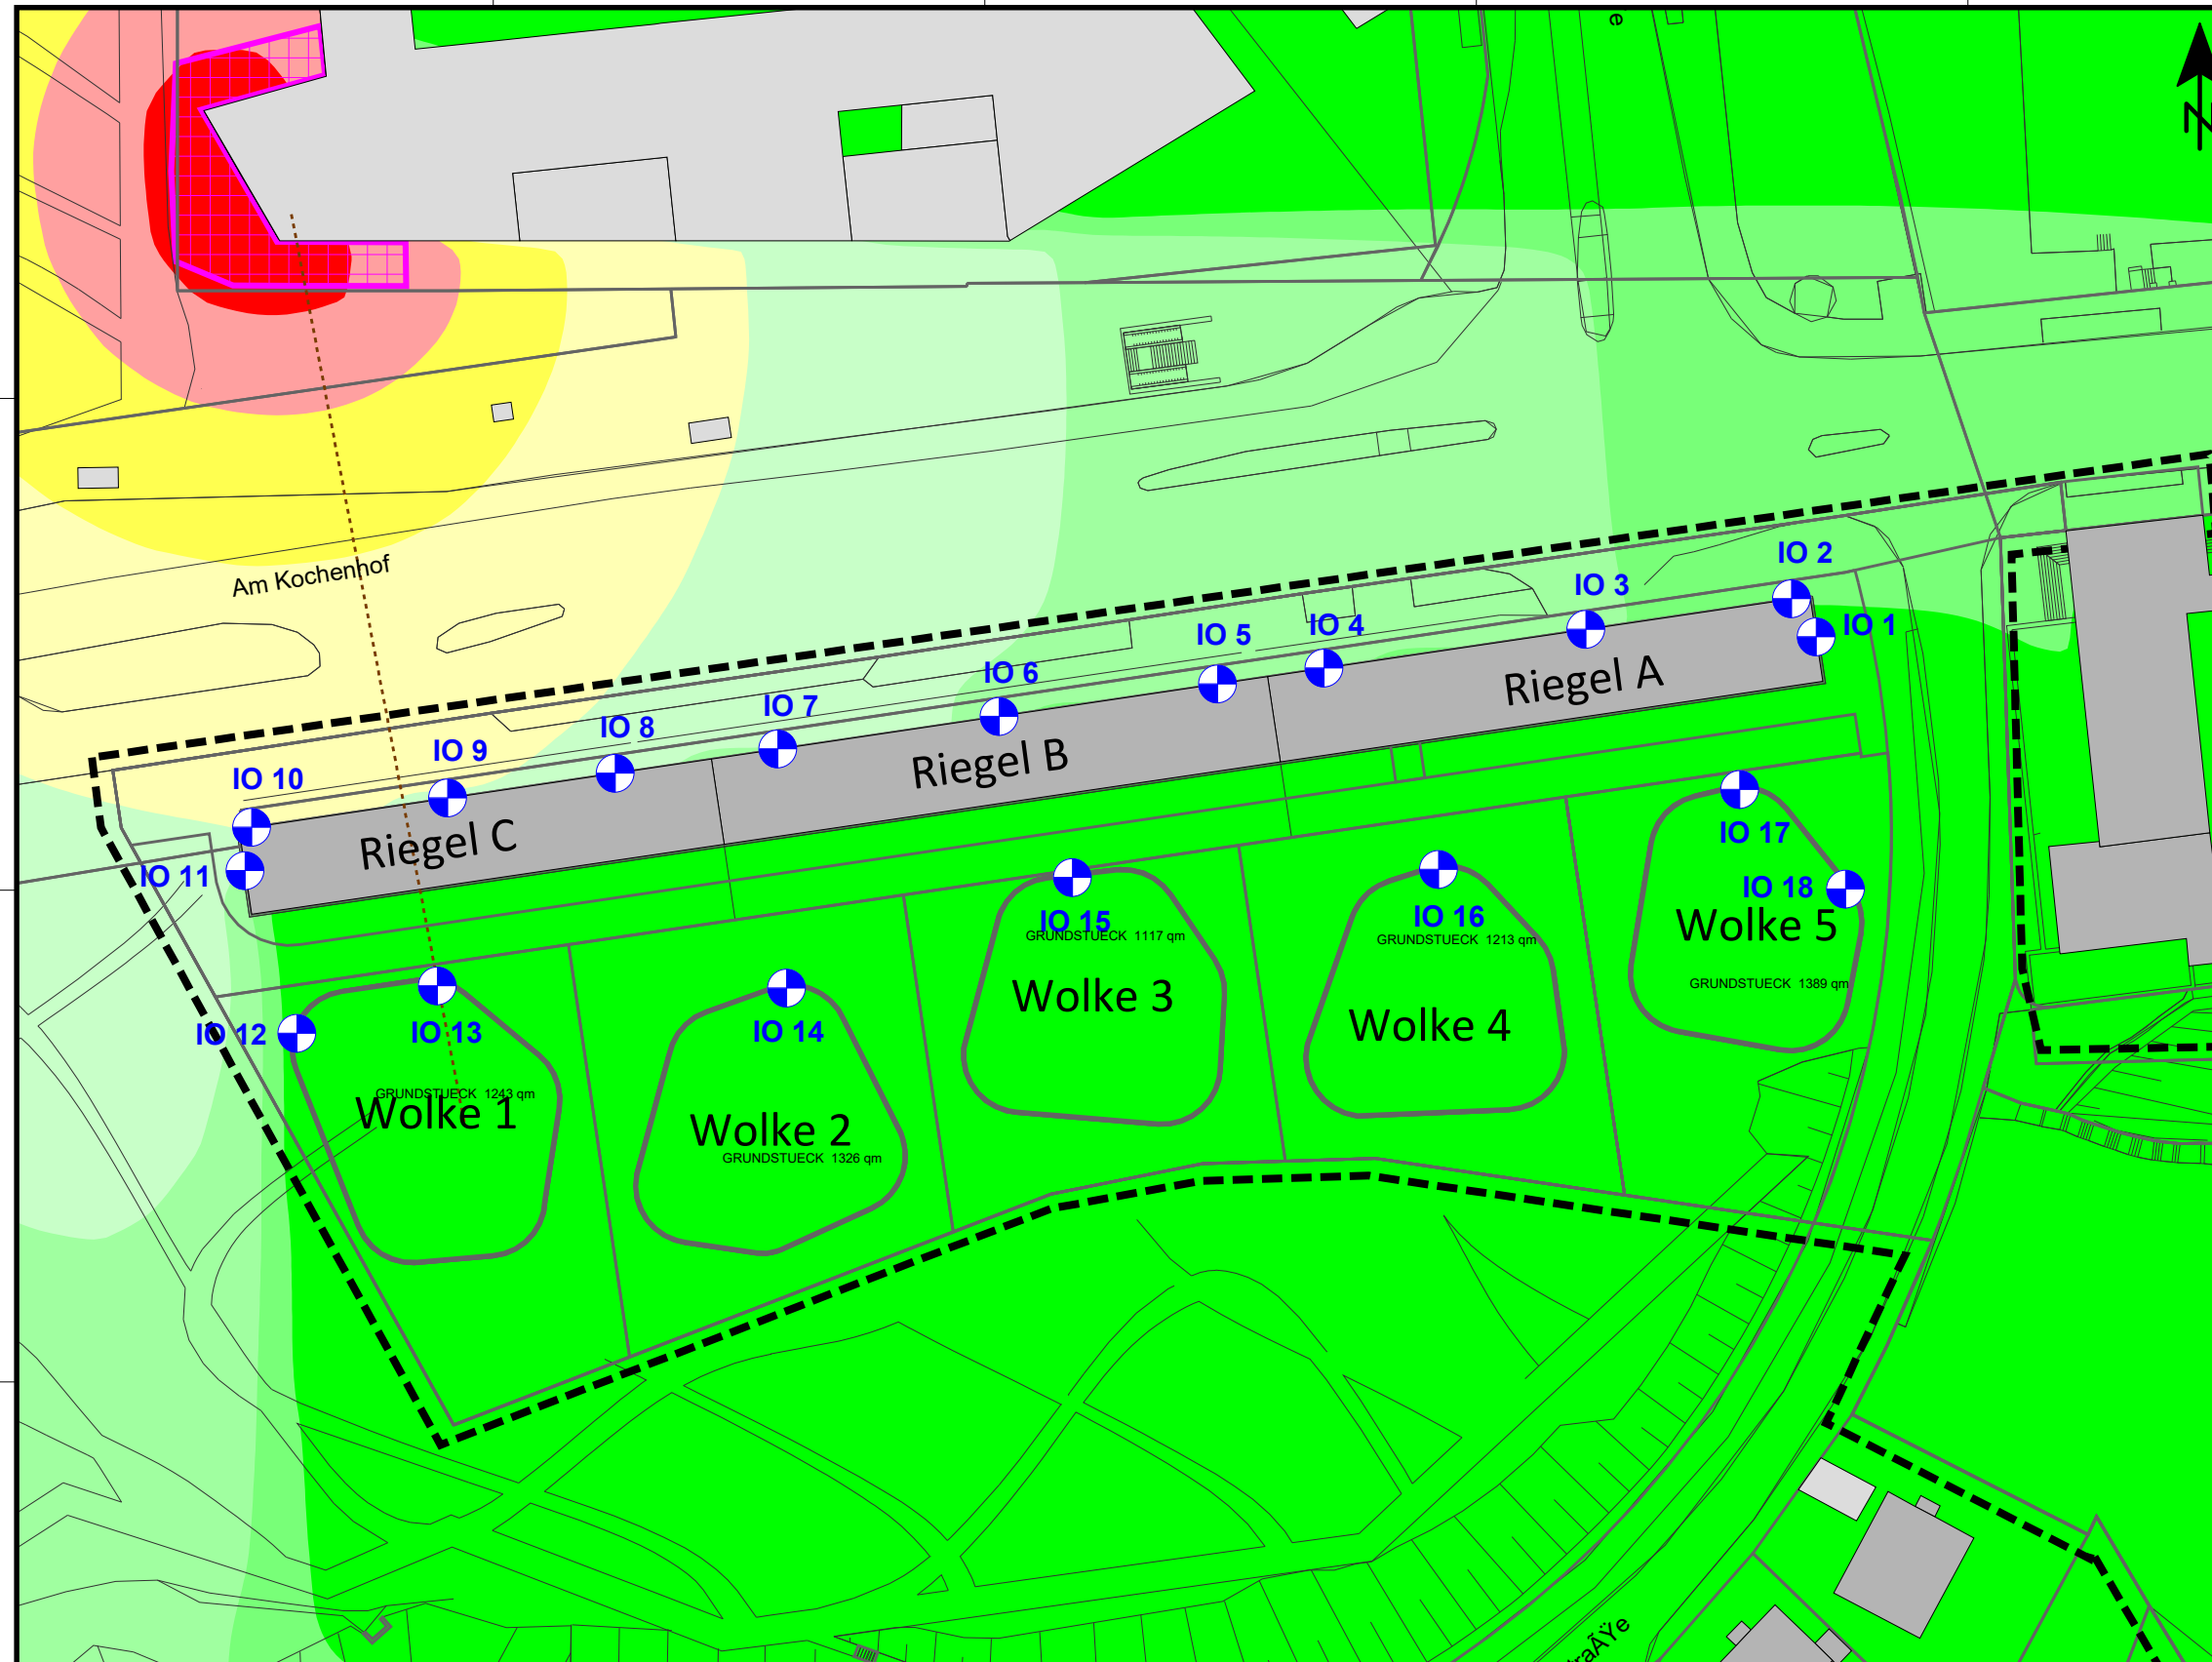 e
N
Am Kochenhof
IO 2
IO 3
IO 1
IO 4
IO 5
IO 6
IO 7
IO 8
IO 9
IO 10
Riegel A
Riegel B
Riegel C
IO 11
IO 17
IO 18
IO 16
IO 15
Wolke 5
GRUNDSTUECK 1117 qm
GRUNDSTUECK 1213 qm
GRUNDSTUECK 1389 qm
Wolke 3
Wolke 4
IO 12
IO 13
IO 14
GRUNDSTUECK 1243 qm
Wolke 1
Wolke 2
GRUNDSTUECK 1326 qm
raÃŸe